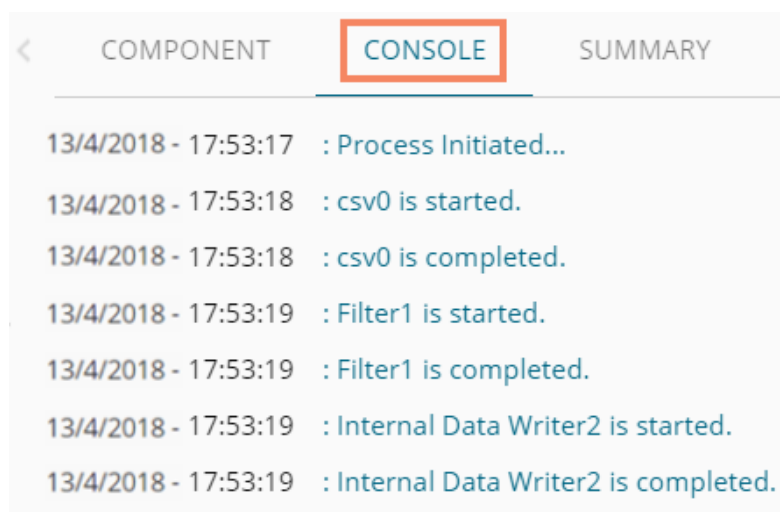 COMPONENT CONSOLE SUMMARY
13/4/2018 - 17:53:17 : Process Initiated...
13/4/2018 - 17:53:18 : csv0 is started.
13/4/2018 - 17:53:18 : csv0 is completed.
13/4/2018 - 17:53:19 : Filter1 is started.
13/4/2018 - 17:53:19 : Filter1 is completed.
13/4/2018 - 17:53:19 : Internal Data Writer2 is started.
13/4/2018 - 17:53:19 : Internal Data Writer2 is completed.